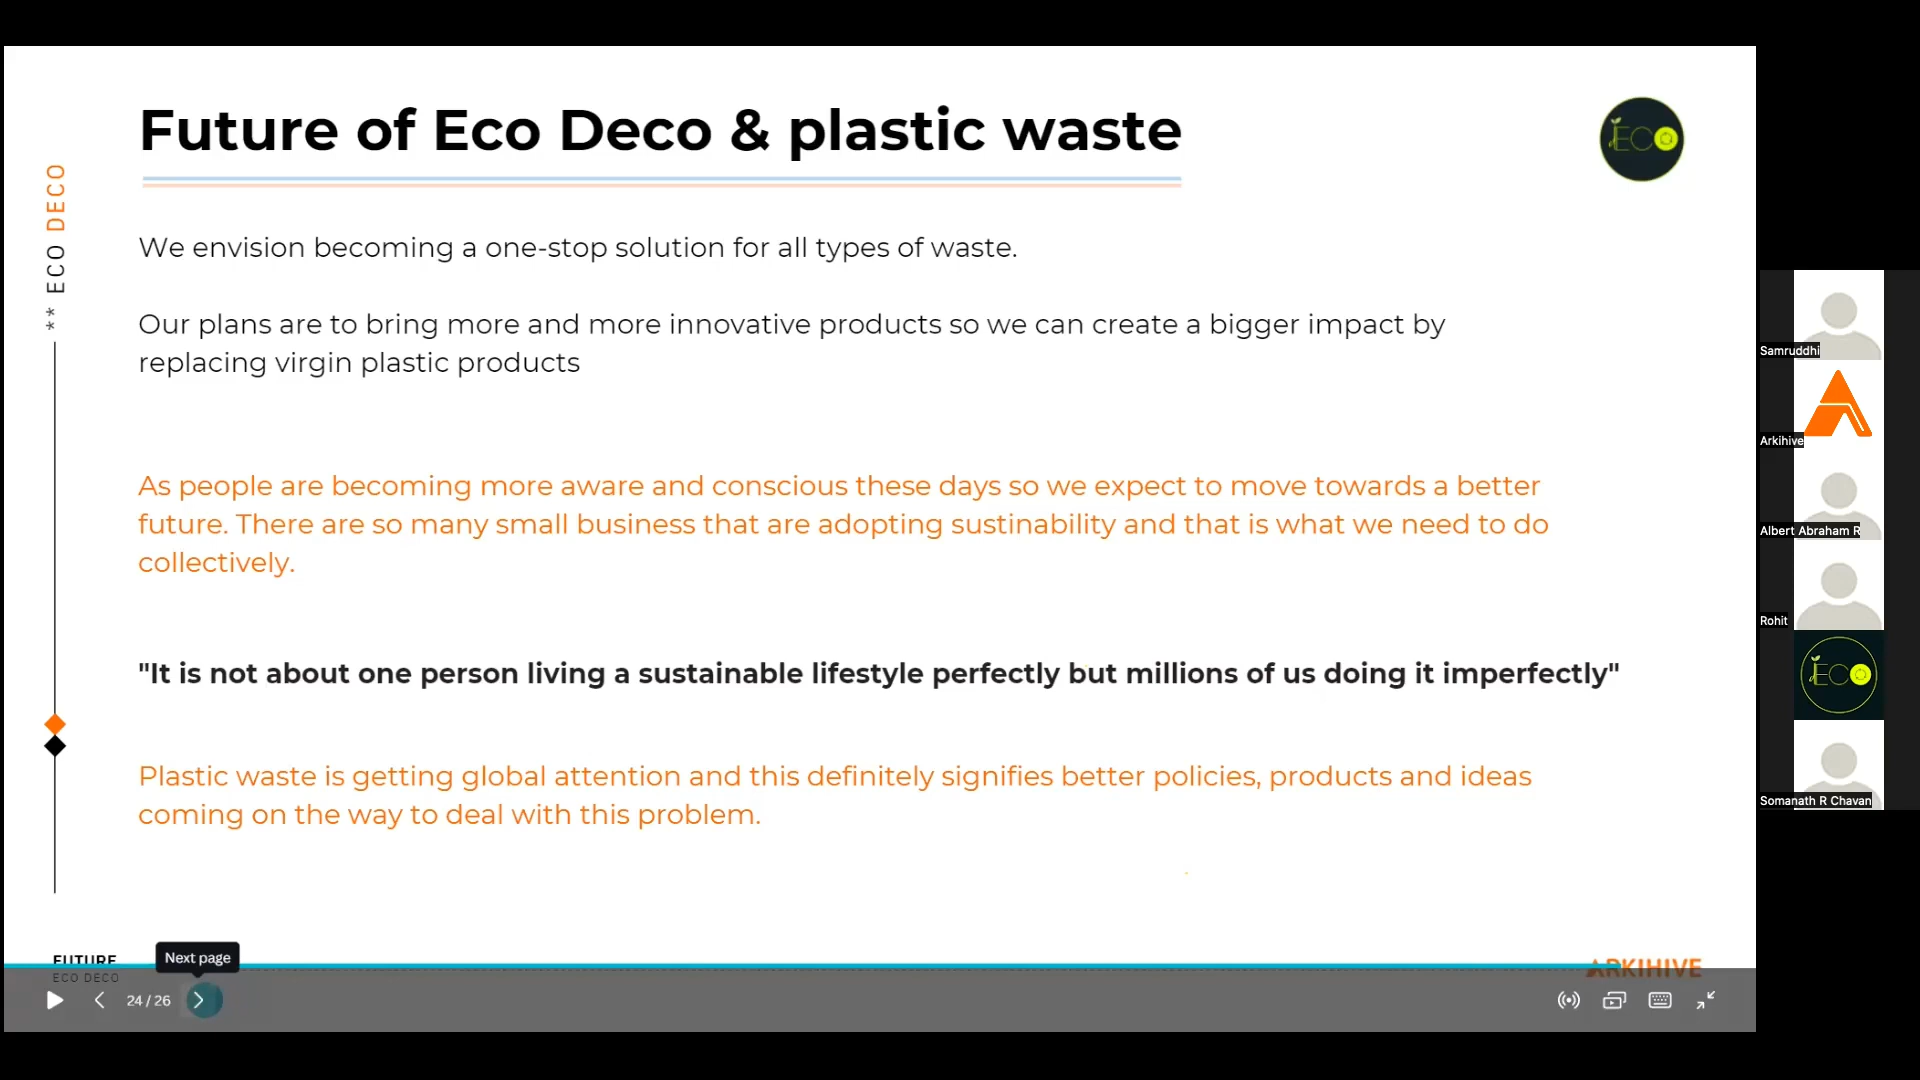 Future of Eco Deco & plastic waste
ECO
** ECO DECO
We envision becoming a one-stop solution for all types of waste.
Our plans are to bring more and more innovative products so we can create a bigger impact by
replacing virgin plastic products
As people are becoming more aware and conscious these days so we expect to move towards a better
future. There are so many small business that are adopting sustinability and that is what we need to do
collectively.
"It is not about one person living a sustainable lifestyle perfectly but millions of us doing it imperfectly"
Plastic waste is getting global attention and this definitely signifies better policies, products and ideas
coming on the way to deal with this problem.
FUTURE
ECO DECO
Next page
ARKIHIVE
24 / 26
Samruddhi
Arkihive
Albert Abraham R
Rohit
ECO
Somanath R Chavan